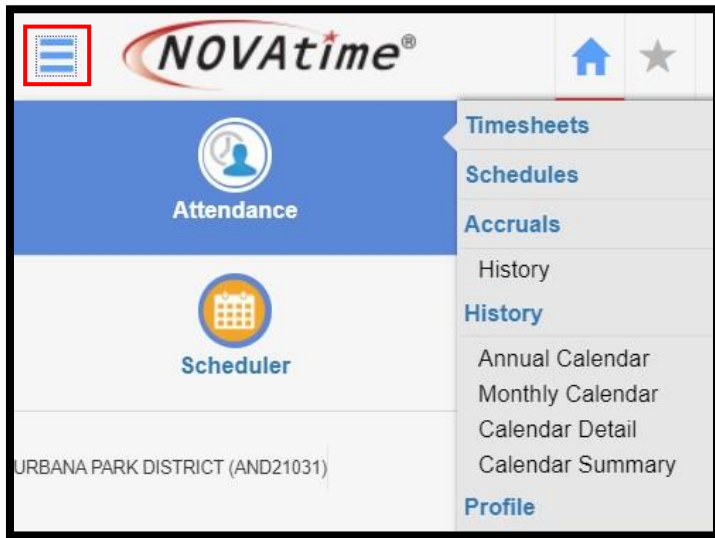 NOVAtime®
Attendance
Scheduler
URBANA PARK DISTRICT (AND21031)
Timesheets
Schedules
Accruals
History
History
Annual Calendar
Monthly Calendar
Calendar Detail
Calendar Summary
Profile